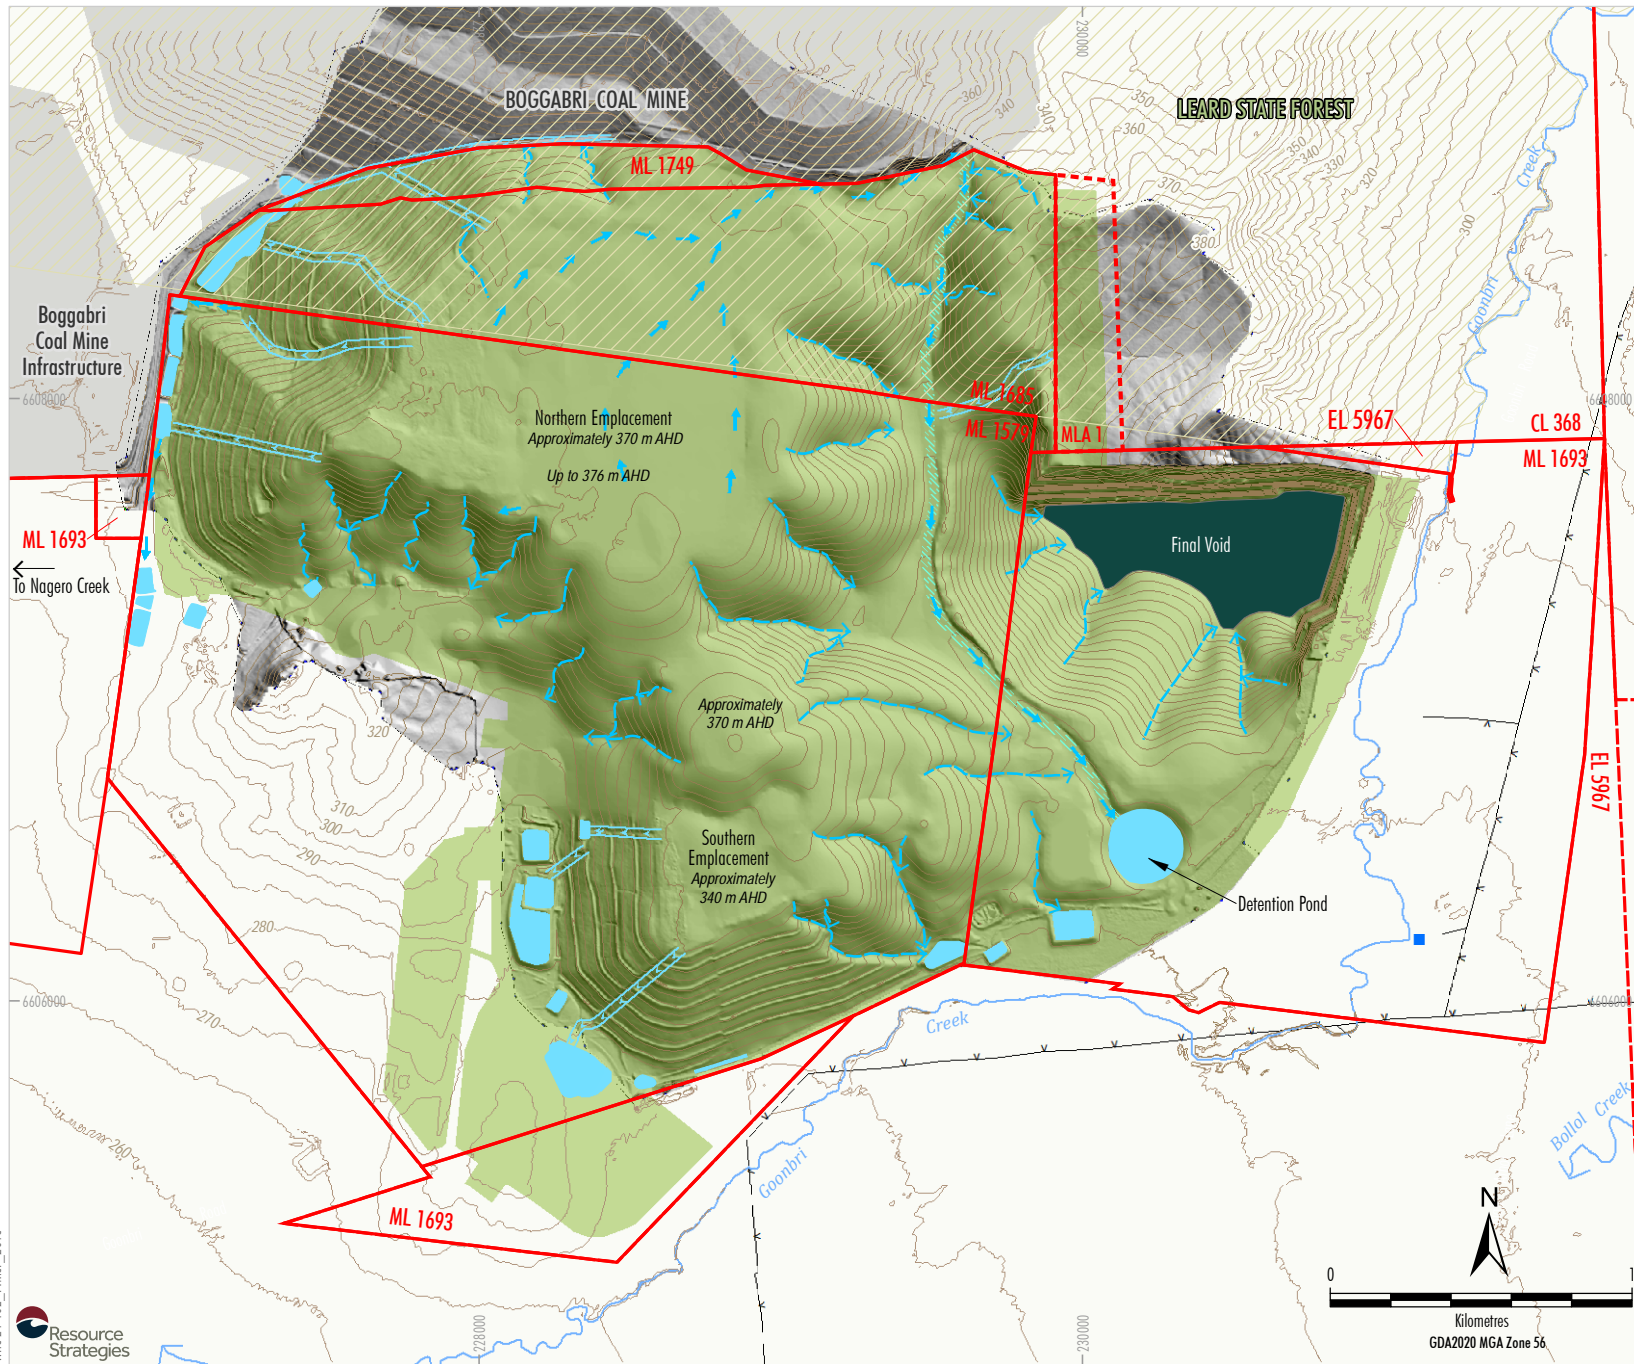 230000
BOGGABRI COAL MINE
LEARD STATE FOREST
360
340
340
350
360
350
340
330
320
370
380
300
Creek
Goonbri
ML 1749
Boggabri
Coal Mine
Infrastructure
6608000
6608000
ML 1685
ML 1579
MLA 1
EL 5967
CL 368
ML 1693
Northern Emplacement
Approximately 370 m AHD
Up to 376 m AHD
Final Void
ML 1693
To Nagero Creek
Approximately
370 m AHD
320
310
300
290
280
270
260
EL 5967
Southern
Emplacement
Approximately
340 m AHD
Detention Pond
6606000
6606000
Creek
Goonbri
Bollol Creek
ML 1693
N
0
1
Kilometres
GDA2020 MGA Zone 56
228000
230000
Resource
Strategies